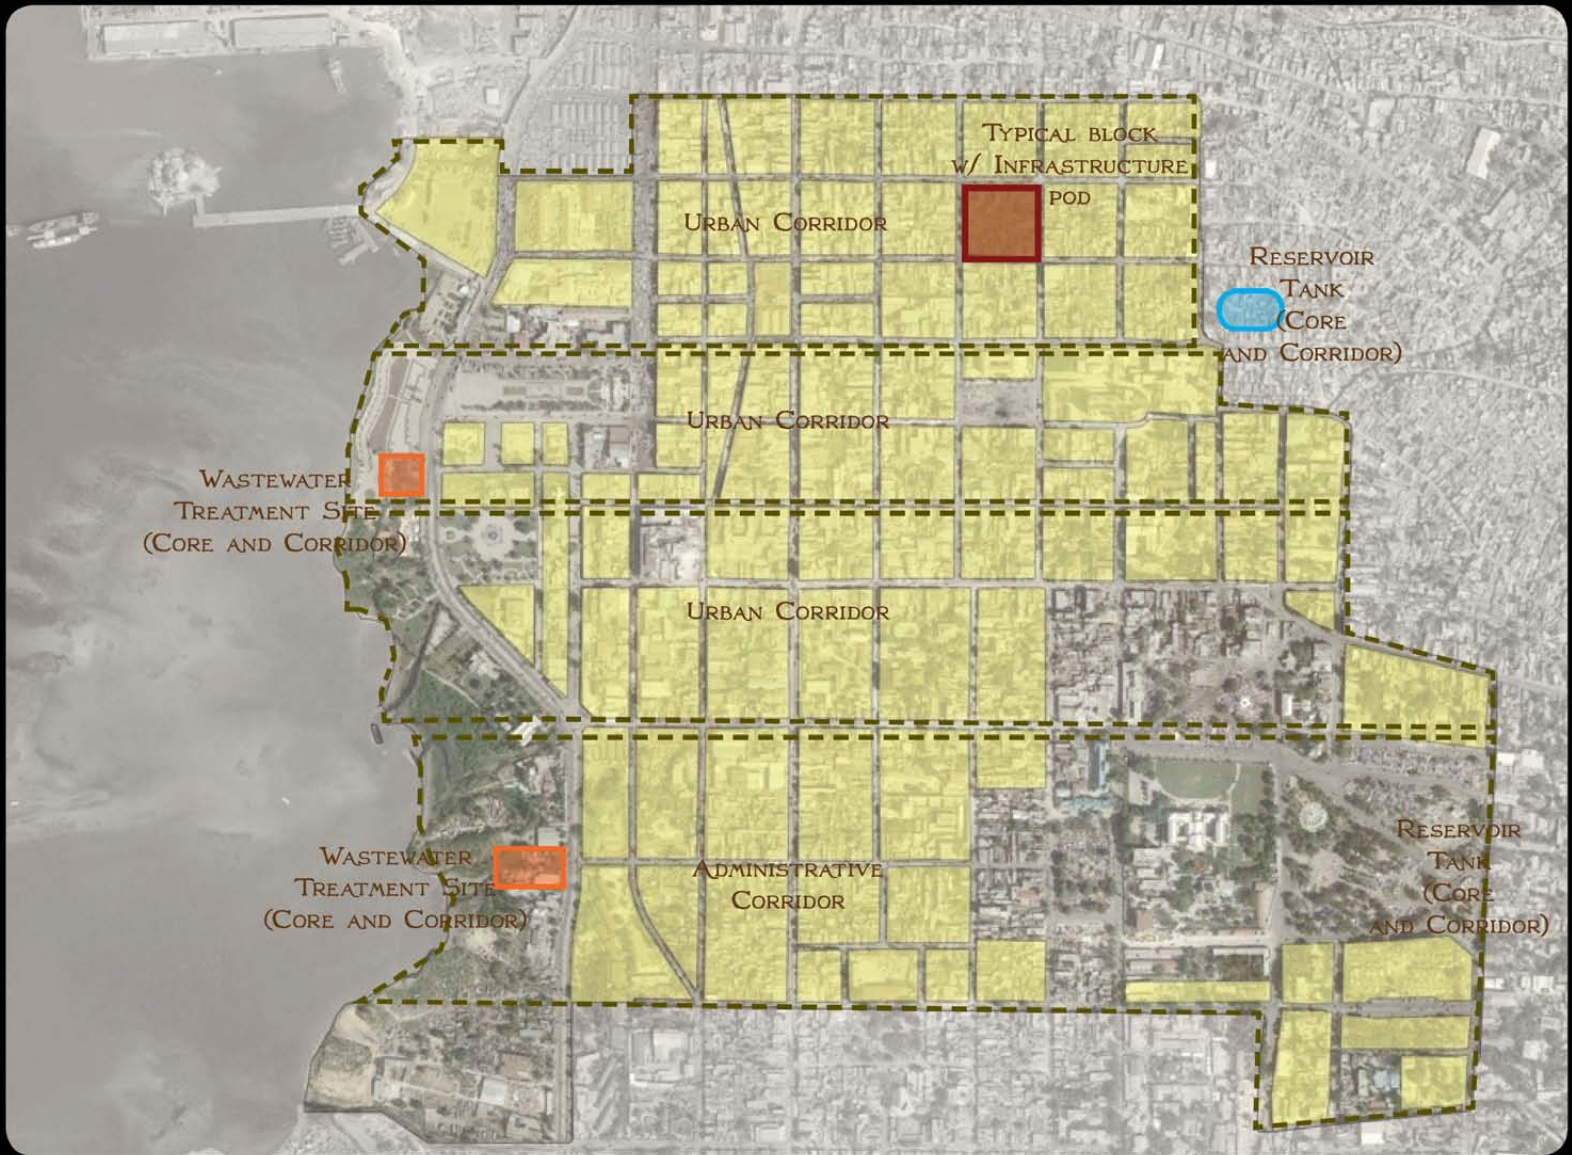 Typical block
w/ Infrastructure
pod
Urban Corridor
Reservoir
Tank
(Core
and Corridor)
Urban Corridor
Wastewater
Treatment Site
(Core and Corridor)
Urban Corridor
Reservoir
Tank
(Core
and Corridor)
Wastewater
Treatment Site
(Core and Corridor)
Administrative
Corridor